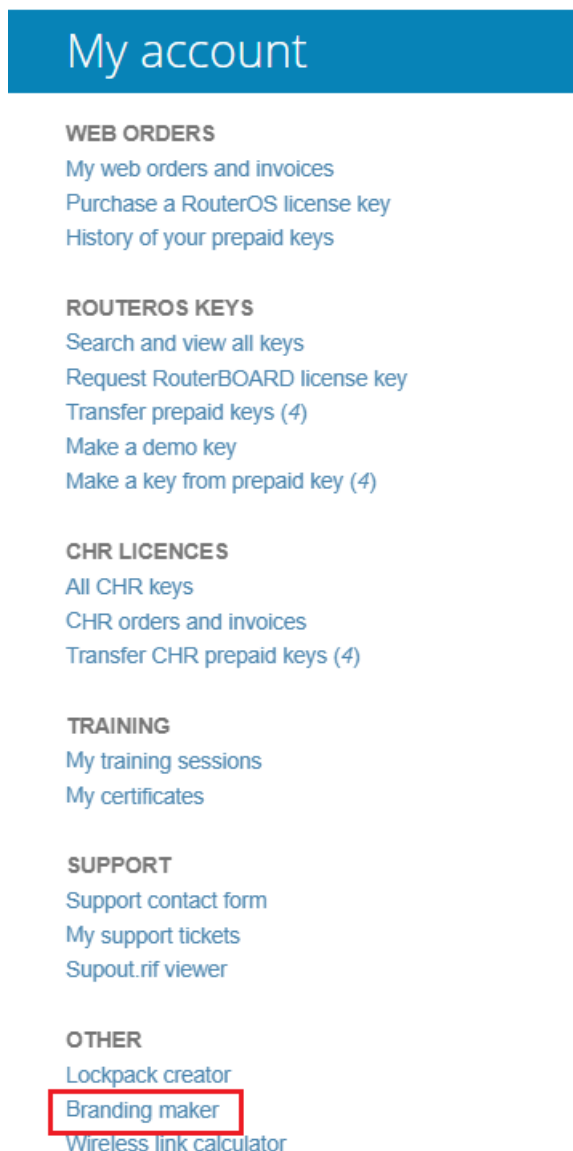 My account
WEB ORDERS
My web orders and invoices
Purchase a RouterOS license key
History of your prepaid keys
ROUTEROS KEYS
Search and view all keys
Request RouterBOARD license key
Transfer prepaid keys (4)
Make a demo key
Make a key from prepaid key (4)
CHR LICENCES
All CHR keys
CHR orders and invoices
Transfer CHR prepaid keys (4)
TRAINING
My training sessions
My certificates
SUPPORT
Support contact form
My support tickets
Supout.rif viewer
OTHER
Lockpack creator
Branding maker
Wireless link calculator